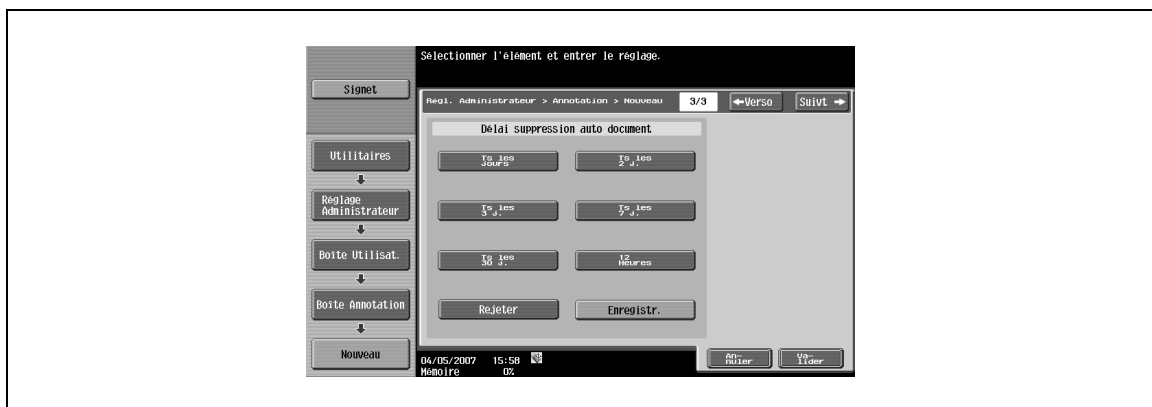 Sélectionner l'élément et entrer le réglage.
Signet
Régl. Administrateur > Annotation > Nouveau
3/3
←Verso
Suivt →
Délai suppression auto document
Utilitaires
Ts les
Jours
Ts les
2 J.
Réglage
Administrateur
Ts les
3 J.
Ts les
7 J.
Boîte Utilisat.
Ts les
30 J.
12
Heures
Boîte Annotation
Rejeter
Enregistr.
Nouveau
04/05/2007 15:58
Mémoire 0%
An-
nuler
Va-
lider